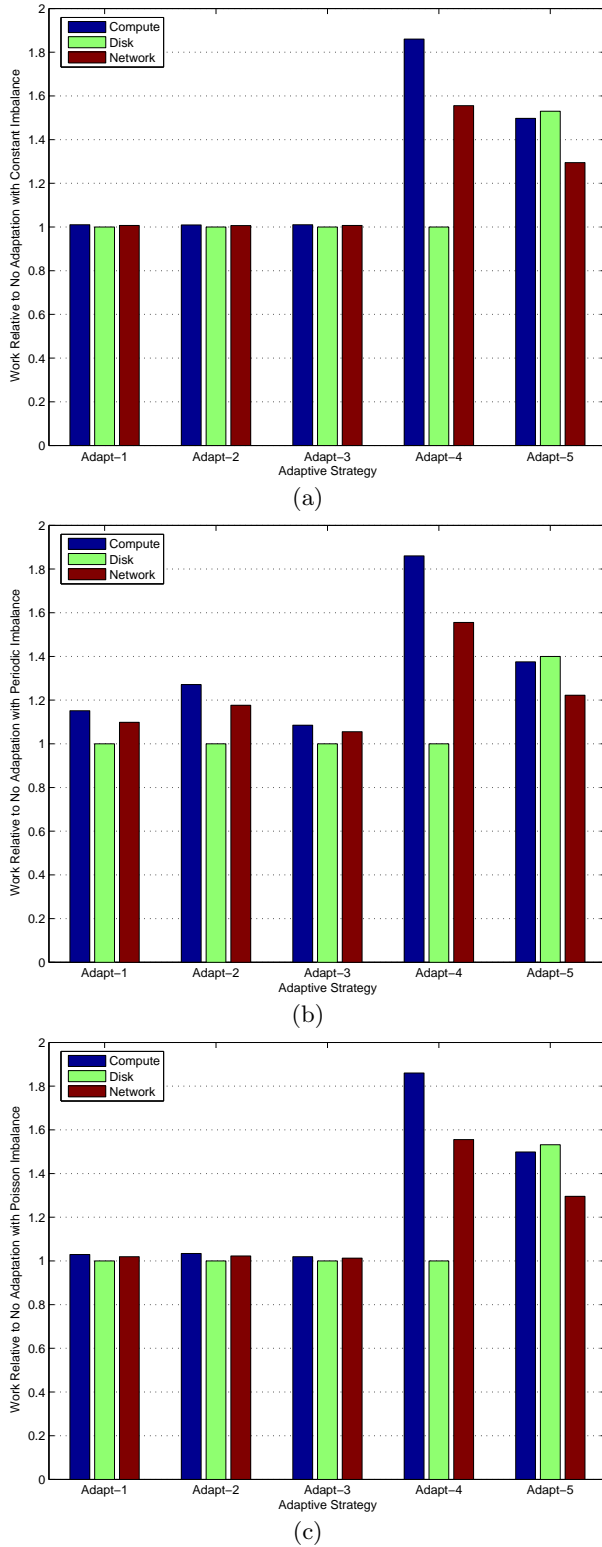 2
1.8
1.6
1.4
1.2
1
0.8
0.6
0.4
0.2
0
Work Relative to No Adaptation with Constant Imbalance
Compute
Disk
Network
Adapt−1 Adapt−2 Adapt−3 Adapt−4 Adapt−5
Adaptive Strategy
(a)
2
1.8
1.6
1.4
1.2
1
0.8
0.6
0.4
0.2
0
Work Relative to No Adaptation with Periodic Imbalance
Compute
Disk
Network
Adapt−1 Adapt−2 Adapt−3 Adapt−4 Adapt−5
Adaptive Strategy
(b)
2
1.8
1.6
1.4
1.2
1
0.8
0.6
0.4
0.2
0
Work Relative to No Adaptation with Poisson Imbalance
Compute
Disk
Network
Adapt−1 Adapt−2 Adapt−3 Adapt−4 Adapt−5
Adaptive Strategy
(c)